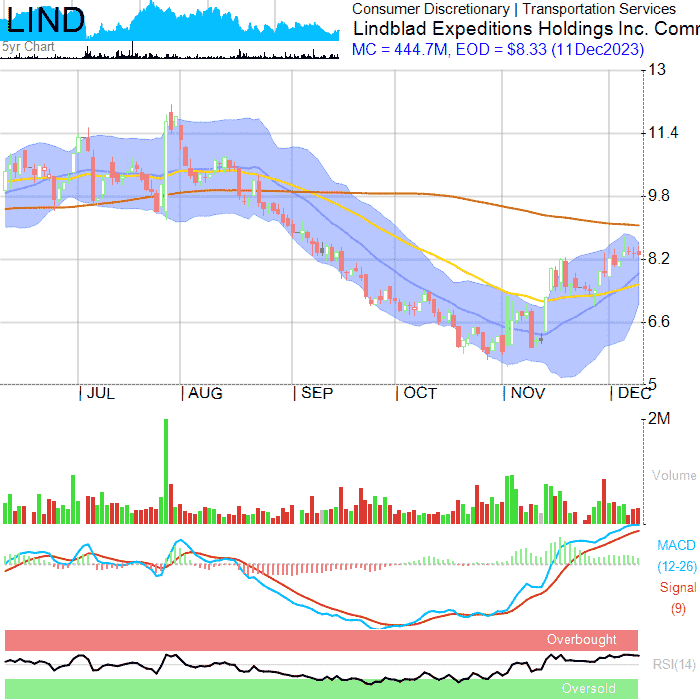 LIND
5yr Chart
Consumer Discretionary | Transportation Services
Lindblad Expeditions Holdings Inc. Comm
MC = 444.7M, EOD = $8.33 (11Dec2023)
13
11.4
9.8
8.2
6.6
5
JUL AUG SEP OCT NOV DEC
2M
Volume
MACD
(12-26)
Signal
(9)
Overbought
RSI(14)
Oversold